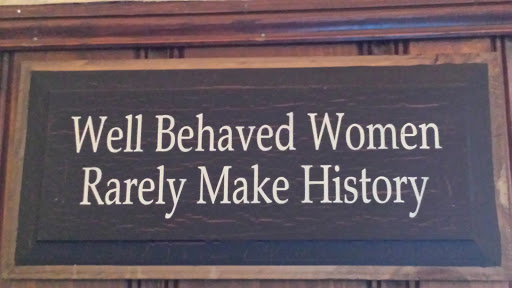 Well Behaved Women
Rarely Make History